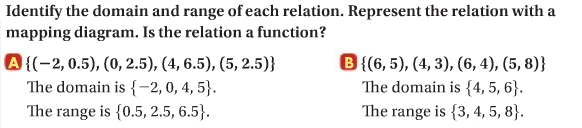 Identify the domain and range of each relation. Represent the relation with a
mapping diagram. Is the relation a function?
A {(−2, 0.5), (0, 2.5), (4, 6.5), (5, 2.5)}
The domain is {−2, 0, 4, 5}.
The range is {0.5, 2.5, 6.5}.
B {(6, 5), (4, 3), (6, 4), (5, 8)}
The domain is {4, 5, 6}.
The range is {3, 4, 5, 8}.